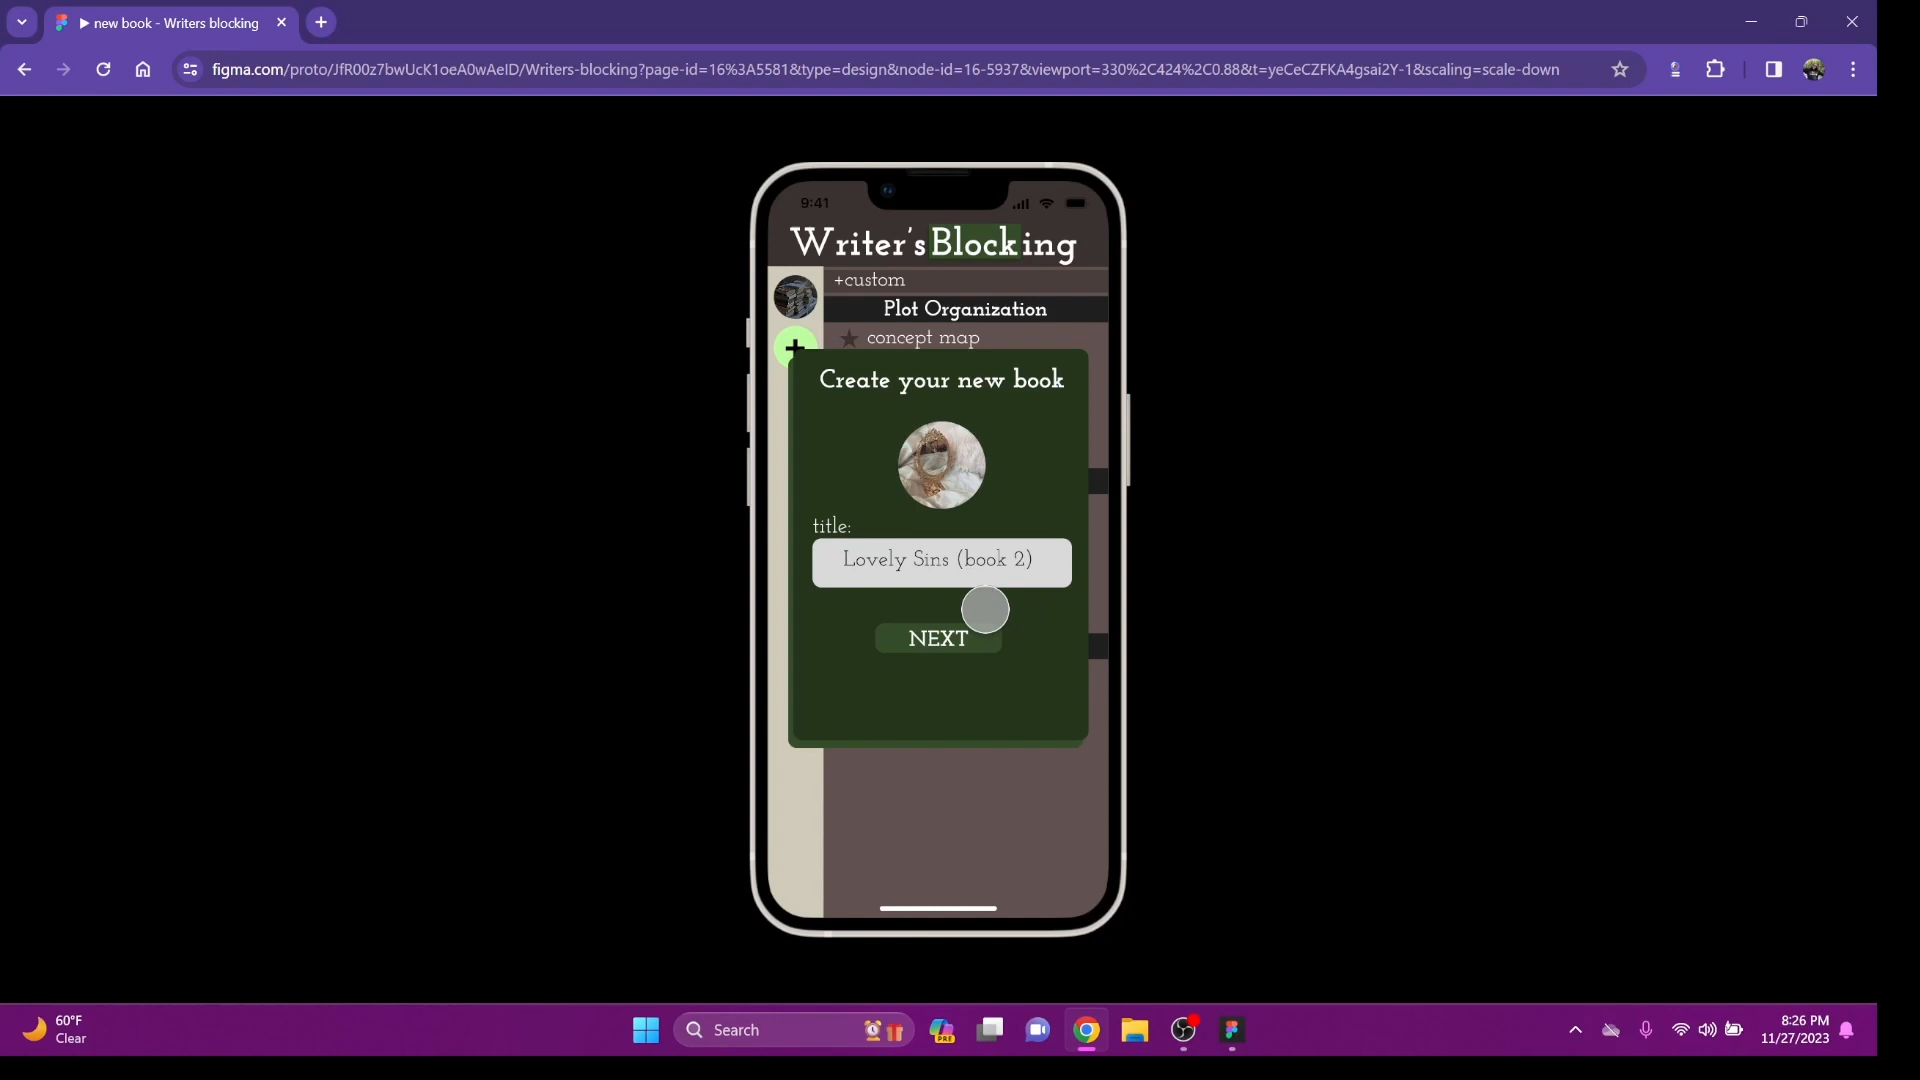 ▶ new book - Writers blocking
figma.com/proto/JfR00z7bwUcK1oeA0wAeID/Writers-blocking?page-id=16%3A5581&type=design&node-id=16-5937&viewport=330%2C424%2C0.88&t=yeCeCZFKA4gsai2Y-1&scaling=scale-down
9:41
Writer's Blocking
+custom
Plot Organization
★ concept map
+
Create your new book
title:
Lovely Sins (book 2)
NEXT
60°F
Clear
Search
PRE
8:26 PM
11/27/2023